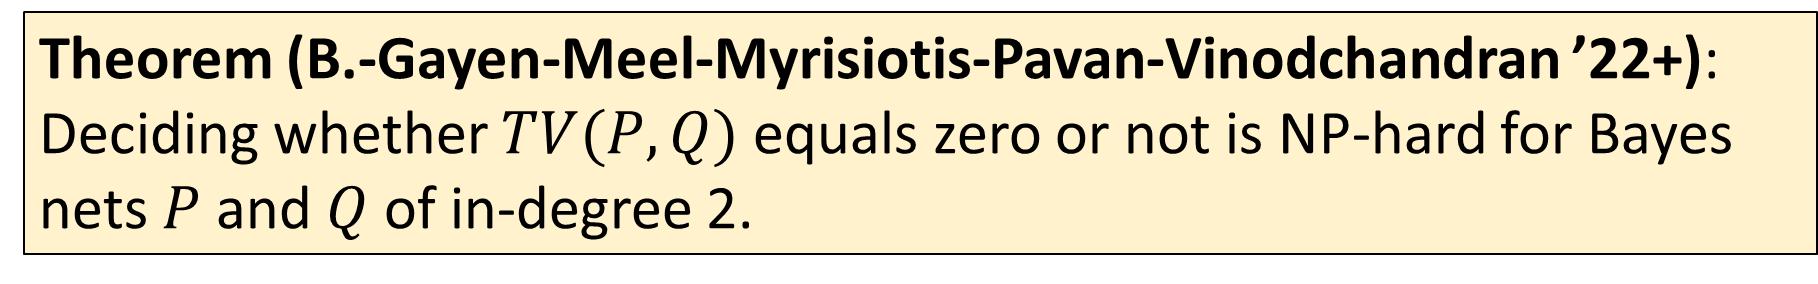 Theorem (B.-Gayen-Meel-Myrisiotis-Pavan-Vinodchandran ’22+):
Deciding whether 𝑇𝑉(𝑃, 𝑄) equals zero or not is NP-hard for Bayes
nets 𝑃 and 𝑄 of in-degree 2.